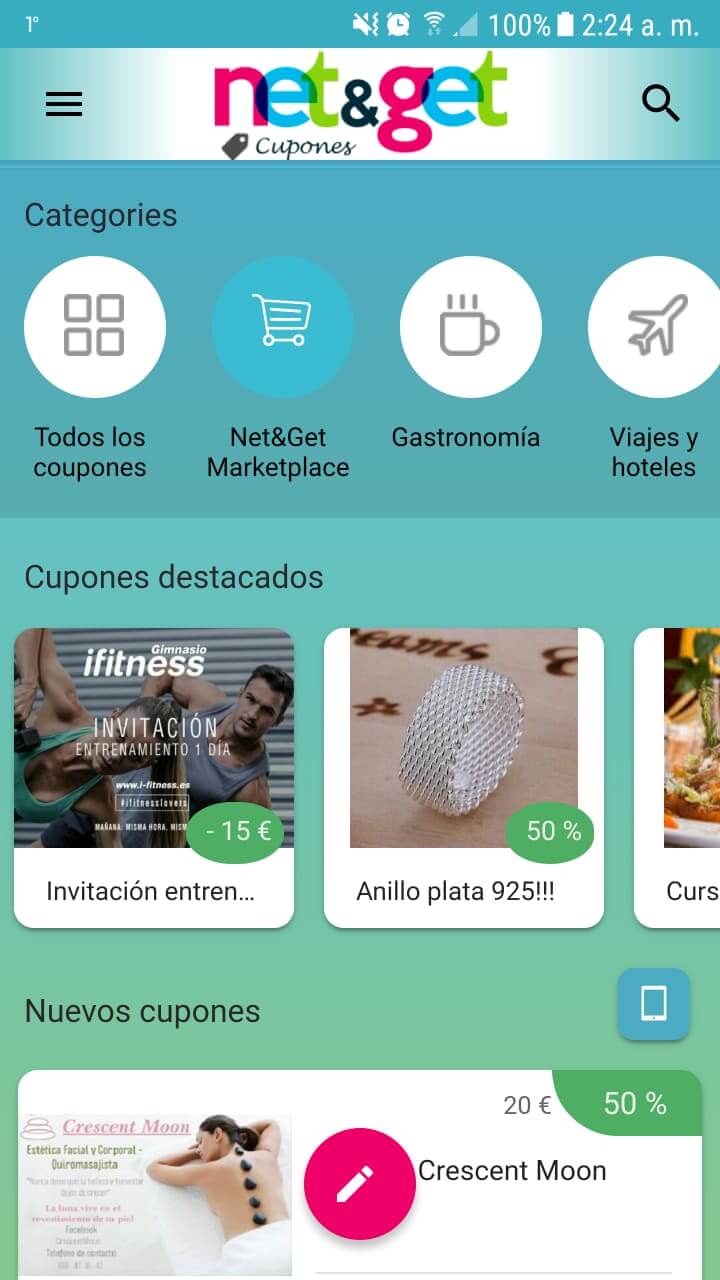 1°
100%
2:24 a. m.
net&get
Cupones
Categories
Todos los
coupones
Net&Get
Marketplace
Gastronomía
Viajes y
hoteles
Cupones destacados
Gimnasio
ifitness
INVITACIÓN
ENTRENAMIENTO 1 DÍA
www.i-fitness.es
#ifitnesslovers
MAÑANA: MISMA HORA, MISM
- 15 €
50 %
Invitación entren...
Anillo plata 925!!!
Curs
Nuevos cupones
20 €
50 %
Crescent Moon
Estética Facial y Corporal -
Quiromasajista
La luna vive en el
Facebook
CrescentMoon
Teléfono de contacto
Crescent Moon